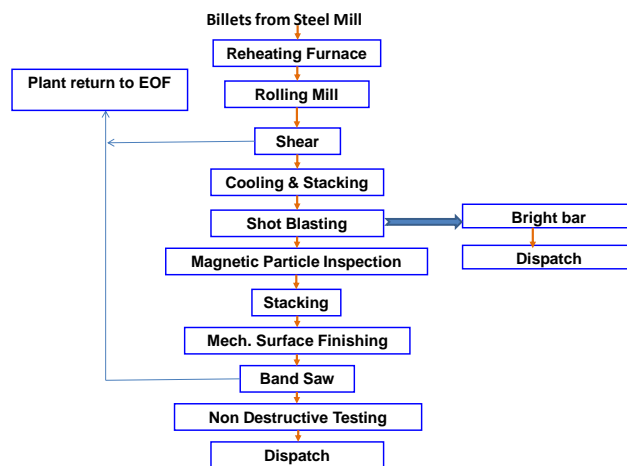 Billets from Steel Mill
Reheating Furnace
Plant return to EOF
Rolling Mill
Shear
Cooling & Stacking
Shot Blasting
Bright bar
Magnetic Particle Inspection
Dispatch
Stacking
Mech. Surface Finishing
Band Saw
Non Destructive Testing
Dispatch